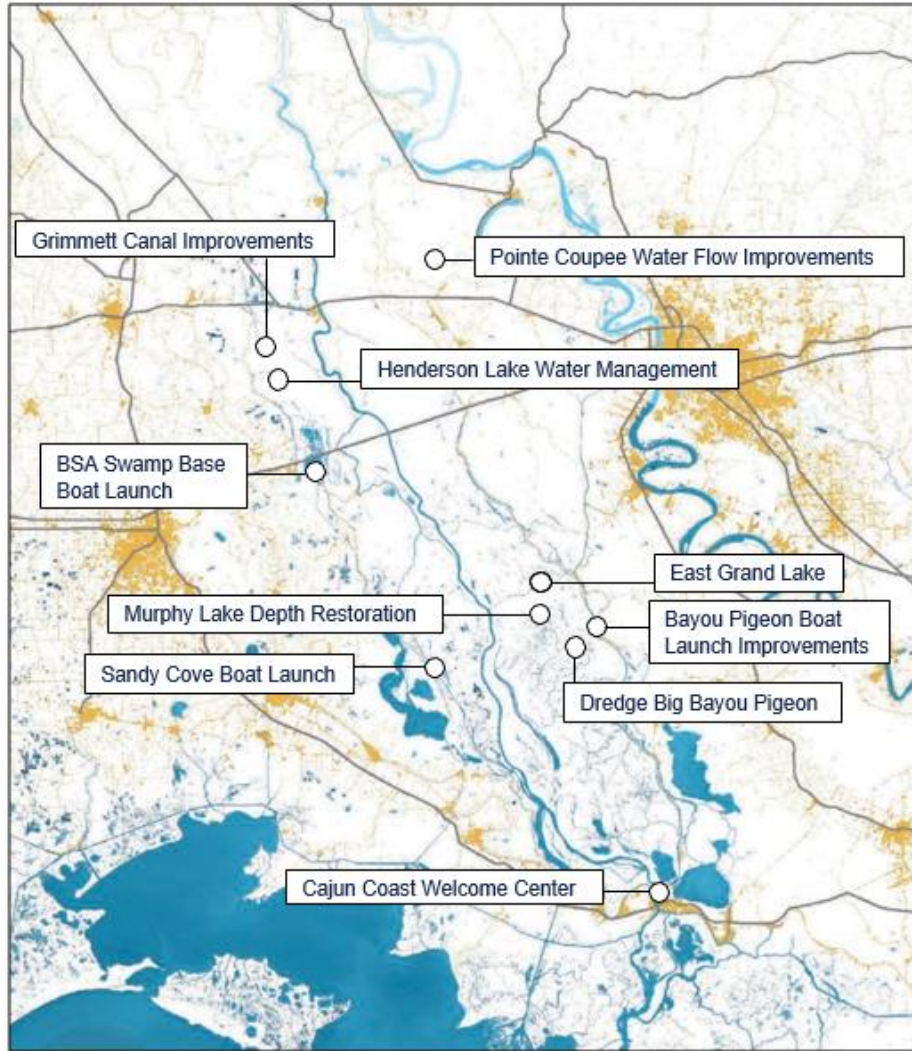 Grimmett Canal Improvements
Pointe Coupee Water Flow Improvements
Henderson Lake Water Management
BSA Swamp Base
Boat Launch
East Grand Lake
Murphy Lake Depth Restoration
Bayou Pigeon Boat
Launch Improvements
Sandy Cove Boat Launch
Dredge Big Bayou Pigeon
Cajun Coast Welcome Center